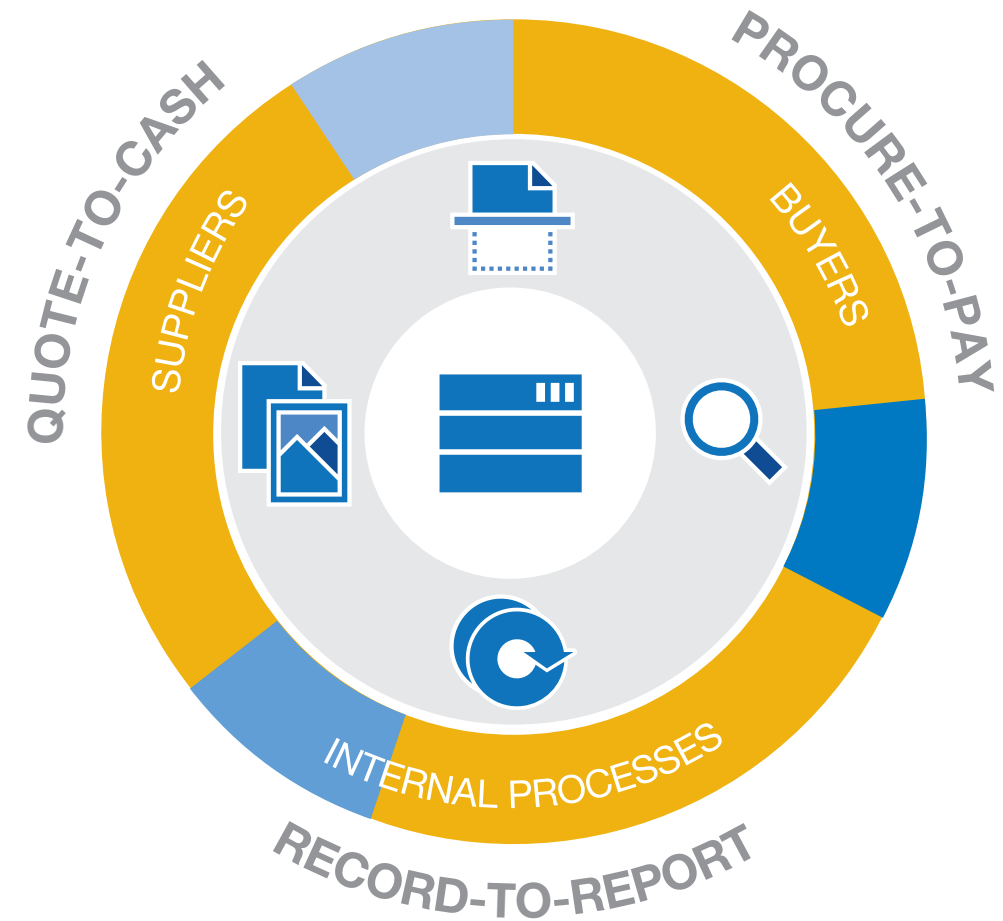 QUOTE-TO-CASH
PROCURE-TO-PAY
SUPPLIERS
BUYERS
INTERNAL PROCESSES
RECORD-TO-REPORT